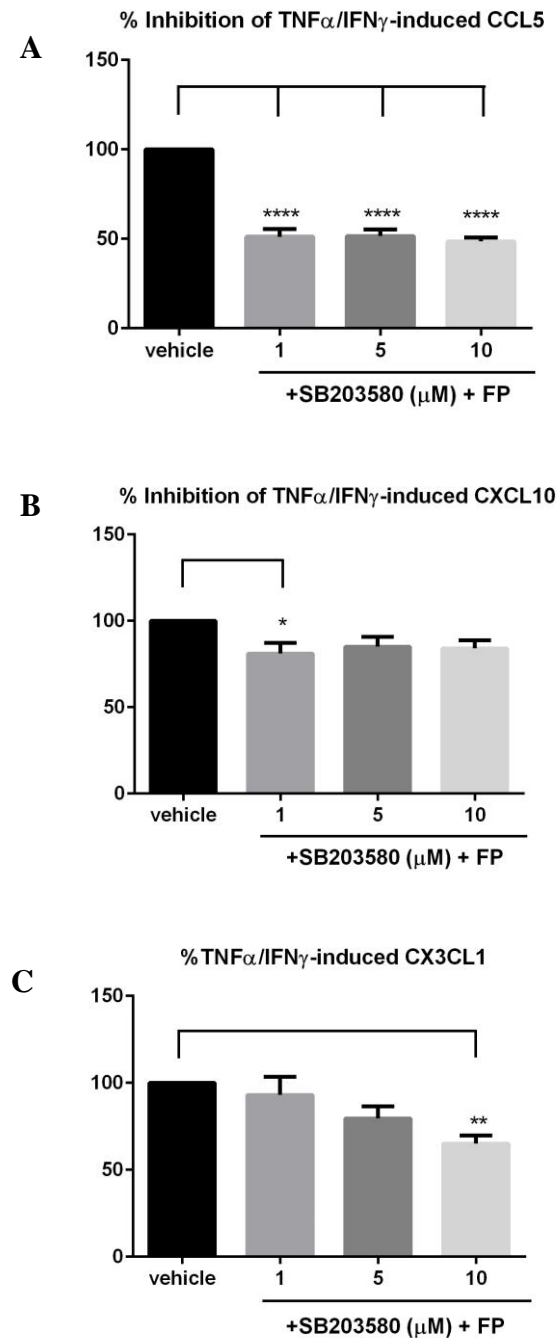 A
% Inhibition of TNFα/IFNγ-induced CCL5
150
100
50
0
**** **** ****
vehicle 1 5 10
+SB203580 (μM) + FP
B
% Inhibition of TNFα/IFNγ-induced CXCL10
150
100
50
0
*
vehicle 1 5 10
+SB203580 (μM) + FP
C
%TNFα/IFNγ-induced CX3CL1
150
100
50
0
**
vehicle 1 5 10
+SB203580 (μM) + FP